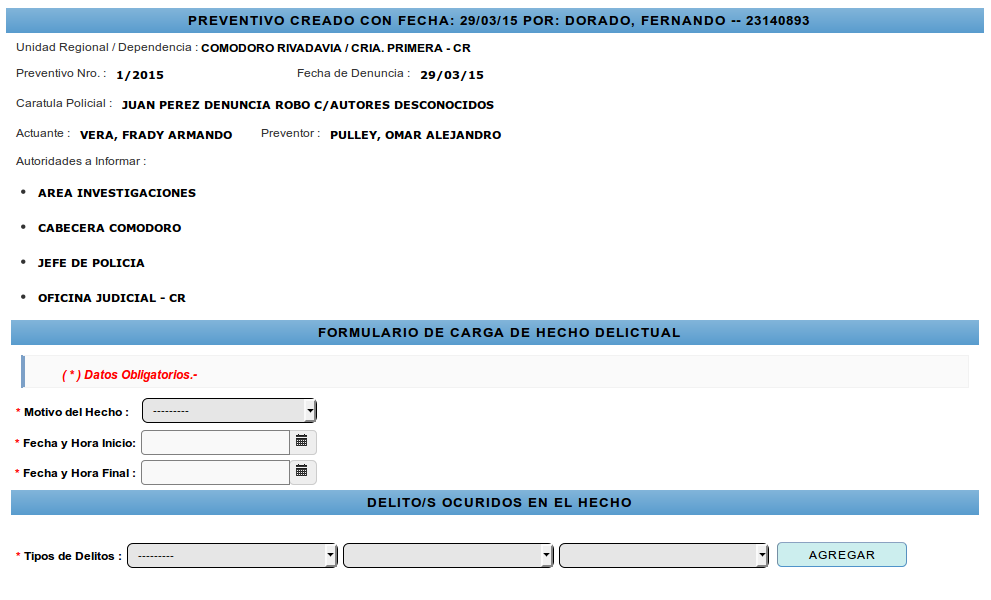 PREVENTIVO CREADO CON FECHA: 29/03/15 POR: DORADO, FERNANDO -- 23140893
Unidad Regional / Dependencia : COMODORO RIVADAVIA / CRIA. PRIMERA - CR
Preventivo Nro. : 1/2015 Fecha de Denuncia : 29/03/15
Caratula Policial : JUAN PEREZ DENUNCIA ROBO C/AUTORES DESCONOCIDOS
Actuante : VERA, FRADY ARMANDO Preventor : PULLEY, OMAR ALEJANDRO
Autoridades a Informar :
• AREA INVESTIGACIONES
• CABECERA COMODORO
• JEFE DE POLICIA
• OFICINA JUDICIAL - CR
FORMULARIO DE CARGA DE HECHO DELICTUAL
( * ) Datos Obligatorios.-
* Motivo del Hecho : ---------
* Fecha y Hora Inicio:
* Fecha y Hora Final :
DELITO/S OCURIDOS EN EL HECHO
* Tipos de Delitos : --------- AGREGAR